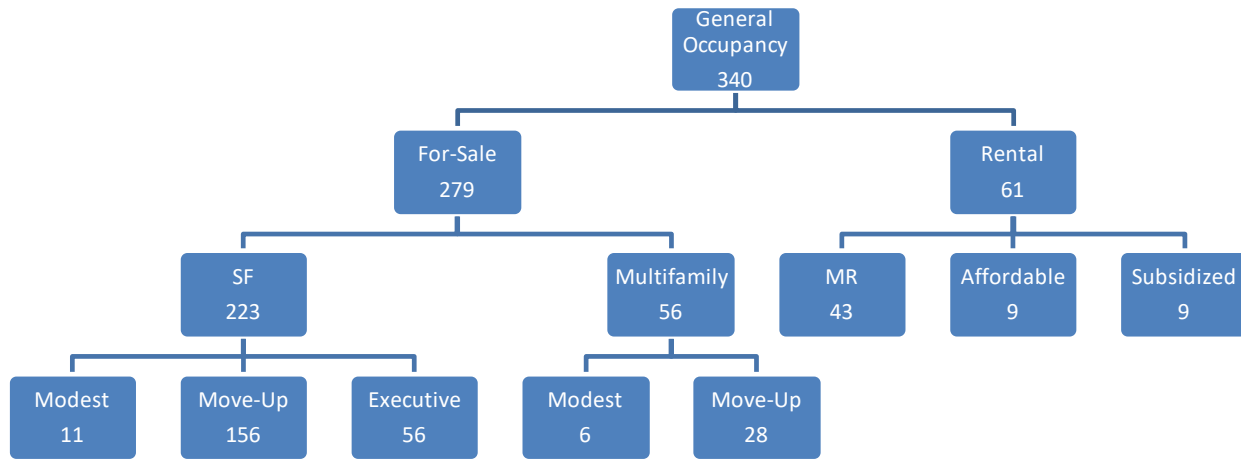 General
Occupancy
340
For-Sale
279
Rental
61
SF
223
Multifamily
56
MR
43
Affordable
9
Subsidized
9
Modest
11
Move-Up
156
Executive
56
Modest
6
Move-Up
28